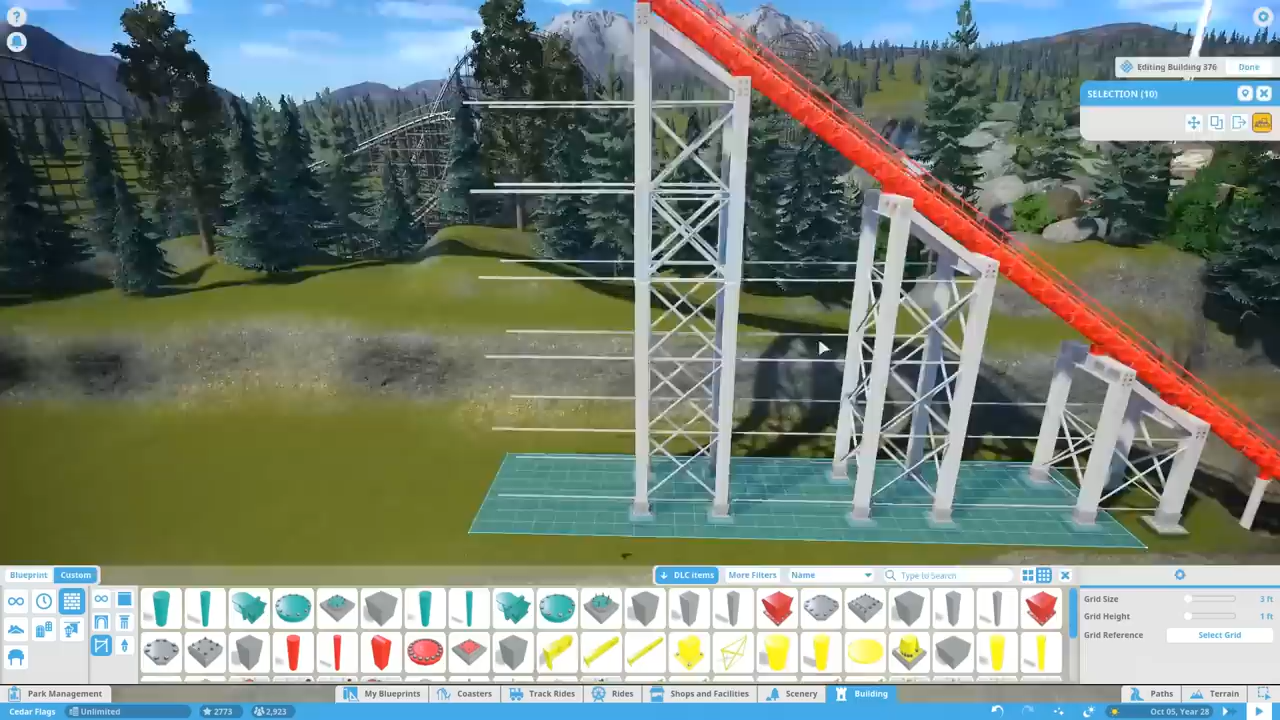 Editing Building 376 Done
SELECTION (10)
Blueprint Custom
DLC items More Filters Name Type to Search
Grid Size 3 ft
Grid Height 1 ft
Grid Reference Select Grid
Park Management My Blueprints Coasters Track Rides Rides Shops and Facilities Scenery Building Paths Terrain
Cedar Flags Unlimited 2773 2,923 Oct 05, Year 28